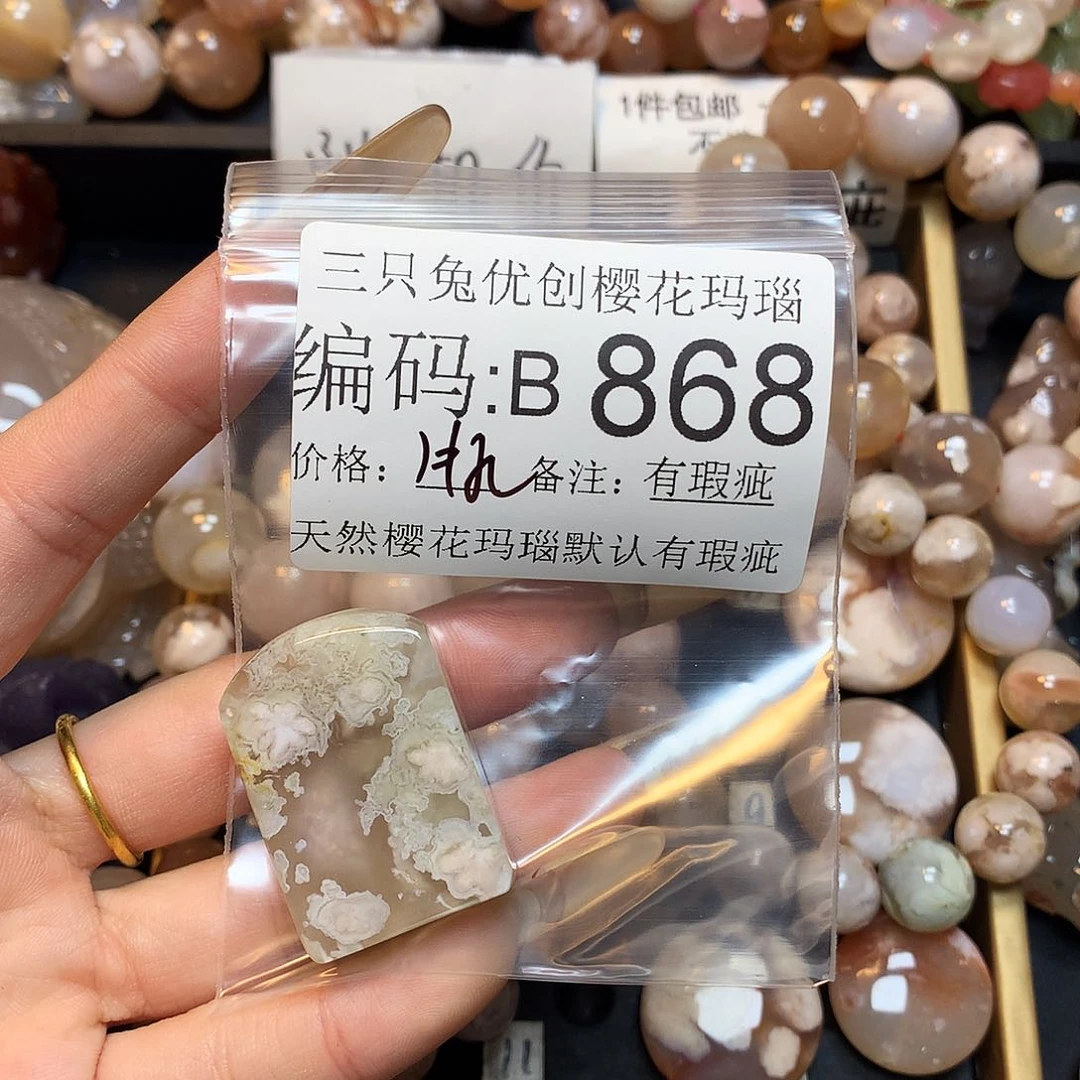 1件包邮
三只兔优创樱花玛瑙
编码:B 868
价格: 备注: 有瑕疵
天然樱花玛瑙默认有瑕疵